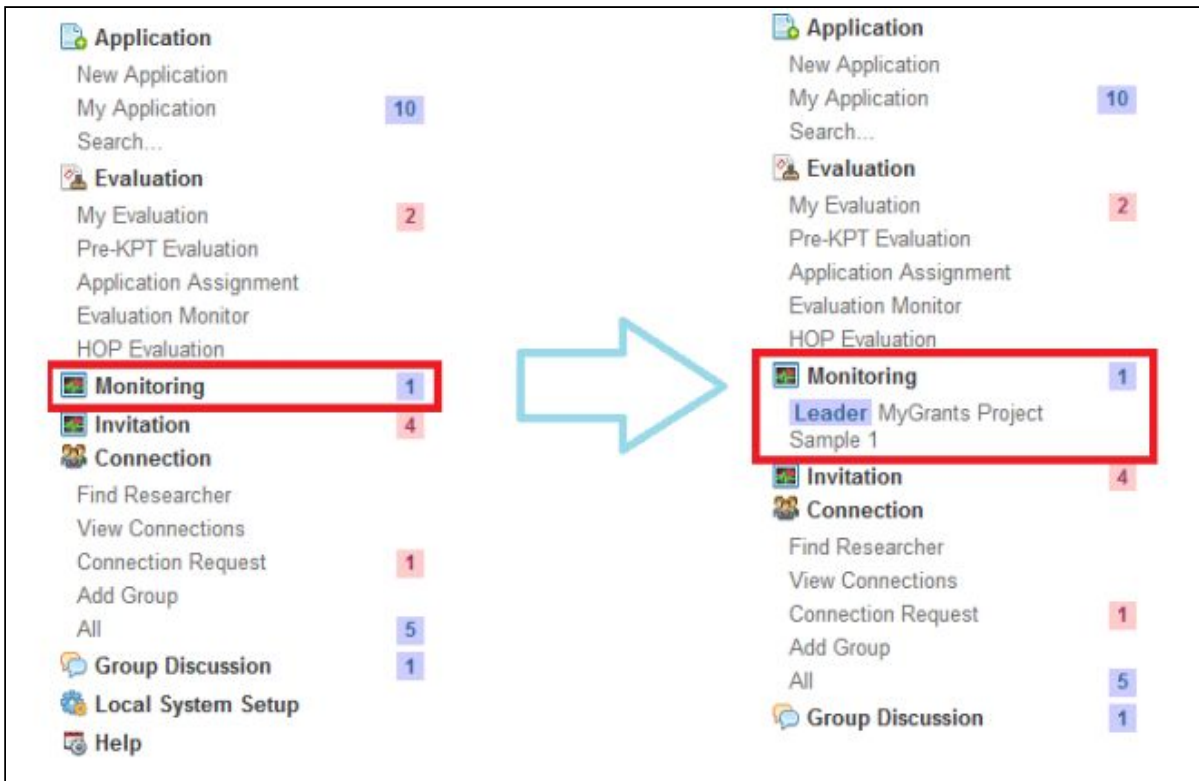 Application
New Application
My Application 10
Search...
Evaluation
My Evaluation 2
Pre-KPT Evaluation
Application Assignment
Evaluation Monitor
HOP Evaluation
Monitoring 1
Invitation 4
Connection
Find Researcher
View Connections
Connection Request 1
Add Group
All 5
Group Discussion 1
Local System Setup
Help
Application
New Application
My Application 10
Search...
Evaluation
My Evaluation 2
Pre-KPT Evaluation
Application Assignment
Evaluation Monitor
HOP Evaluation
Monitoring 1
Leader MyGrants Project
Sample 1
Invitation 4
Connection
Find Researcher
View Connections
Connection Request 1
Add Group
All 5
Group Discussion 1